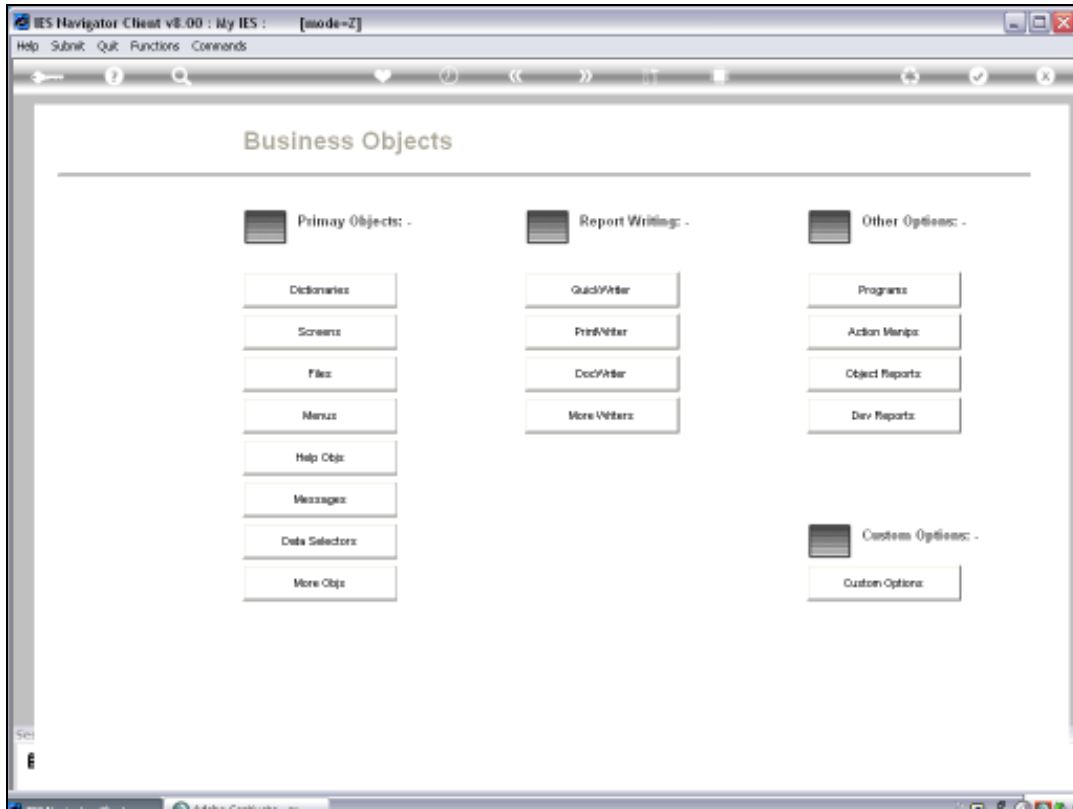 IES Navigator Client v8.00 : My IES : [mode=Z]
Help Submit Quit Functions Commands
Business Objects
Primay Objects: -
Report Writing: -
Other Options: -
Dictionaries
QuickWriter
Programs
Screens
PrintWriter
Action Manips
Files
DocWriter
Object Reports
Menus
More Writers
Dev Reports
Help Objs
Messages
Data Selectors
Custom Options: -
More Objs
Custom Options